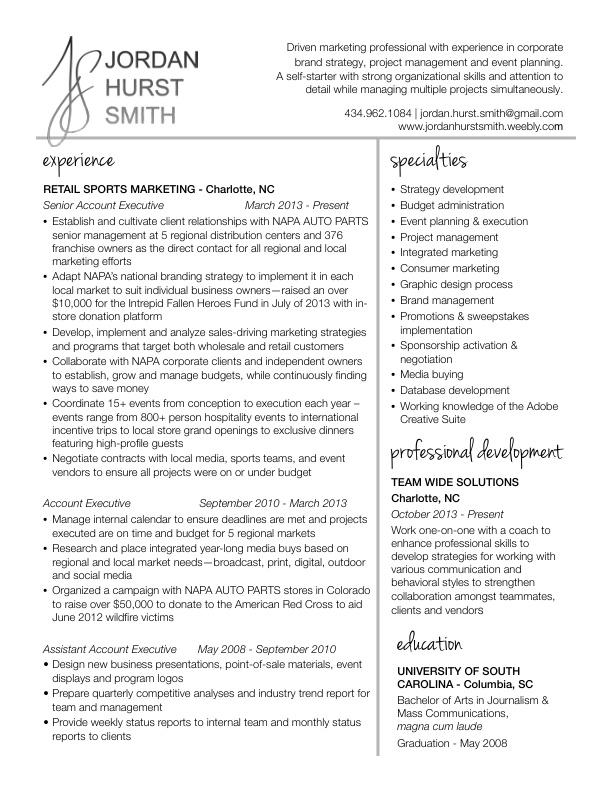 JORDAN
HURST
SMITH
Driven marketing professional with experience in corporate
brand strategy, project management and event planning.
A self-starter with strong organizational skills and attention to
detail while managing multiple projects simultaneously.
434.962.1084 | jordan.hurst.smith@gmail.com
www.jordanhurstsmith.weebly.com
experience
RETAIL SPORTS MARKETING - Charlotte, NC
Senior Account Executive March 2013 - Present
• Establish and cultivate client relationships with NAPA AUTO PARTS
senior management at 5 regional distribution centers and 376
franchise owners as the direct contact for all regional and local
marketing efforts
• Adapt NAPA's national branding strategy to implement it in each
local market to suit individual business owners—raised an over
$10,000 for the Intrepid Fallen Heroes Fund in July of 2013 with in-
store donation platform
• Develop, implement and analyze sales-driving marketing strategies
and programs that target both wholesale and retail customers
• Collaborate with NAPA corporate clients and independent owners
to establish, grow and manage budgets, while continuously finding
ways to save money
• Coordinate 15+ events from conception to execution each year –
events range from 800+ person hospitality events to international
incentive trips to local store grand openings to exclusive dinners
featuring high-profile guests
• Negotiate contracts with local media, sports teams, and event
vendors to ensure all projects were on or under budget
Account Executive September 2010 - March 2013
• Manage internal calendar to ensure deadlines are met and projects
executed are on time and budget for 5 regional markets
• Research and place integrated year-long media buys based on
regional and local market needs—broadcast, print, digital, outdoor
and social media
• Organized a campaign with NAPA AUTO PARTS stores in Colorado
to raise over $50,000 to donate to the American Red Cross to aid
June 2012 wildfire victims
Assistant Account Executive May 2008 - September 2010
• Design new business presentations, point-of-sale materials, event
displays and program logos
• Prepare quarterly competitive analyses and industry trend report for
team and management
• Provide weekly status reports to internal team and monthly status
reports to clients
specialties
• Strategy development
• Budget administration
• Event planning & execution
• Project management
• Integrated marketing
• Consumer marketing
• Graphic design process
• Brand management
• Promotions & sweepstakes
implementation
• Sponsorship activation &
negotiation
• Media buying
• Database development
• Working knowledge of the Adobe
Creative Suite
professional development
TEAM WIDE SOLUTIONS
Charlotte, NC
October 2013 - Present
Work one-on-one with a coach to
enhance professional skills to
develop strategies for working with
various communication and
behavioral styles to strengthen
collaboration amongst teammates,
clients and vendors
education
UNIVERSITY OF SOUTH
CAROLINA - Columbia, SC
Bachelor of Arts in Journalism &
Mass Communications,
magna cum laude
Graduation - May 2008